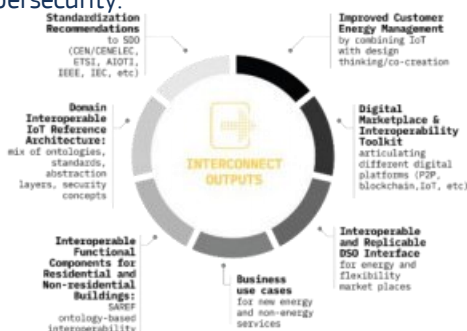 bersecurity.
Standardization
Recommendations
to SDO
(CEN/CENELEC,
ETSI, AIOTI,
IEEE, IEC, etc)
Improved Customer
Energy Management
by combining IoT
with design
thinking/co-creation
Domain
Interoperable
IoT Reference
Architecture:
mix of ontologies,
standards,
abstraction
layers, security
concepts
INTERCONNECT
OUTPUTS
Digital
Marketplace &
Interoperability
Toolkit
articulating
different digital
platforms (P2P,
blockchain,IoT, etc)
Interoperable
Functional
Components for
Residential and
Non-residential
Buildings:
SAREF
ontology-based
interoperability
Business
use cases
for new energy
and non-energy
services
Interoperable
and Replicable
DSO Interface
for energy and
flexibility
market places